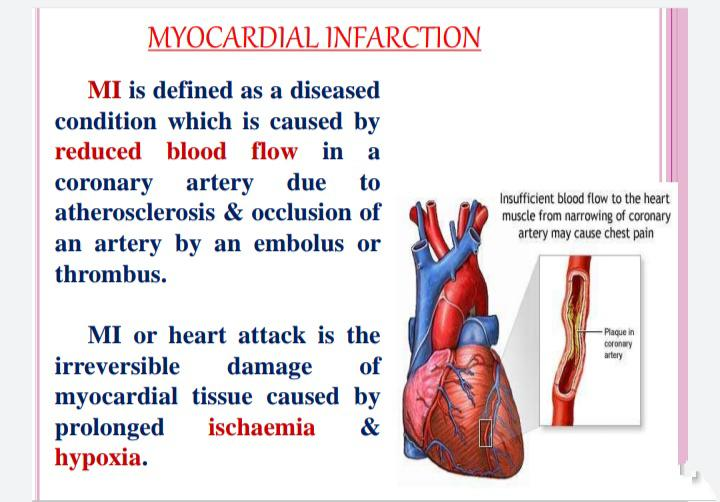 MYOCARDIAL INFARCTION
MI is defined as a diseased
condition which is caused by
reduced blood flow in a
coronary artery due to
atherosclerosis & occlusion of
an artery by an embolus or
thrombus.
MI or heart attack is the
irreversible damage of
myocardial tissue caused by
prolonged ischaemia &
hypoxia.
Insufficient blood flow to the heart
muscle from narrowing of coronary
artery may cause chest pain
Plaque in
coronary
artery